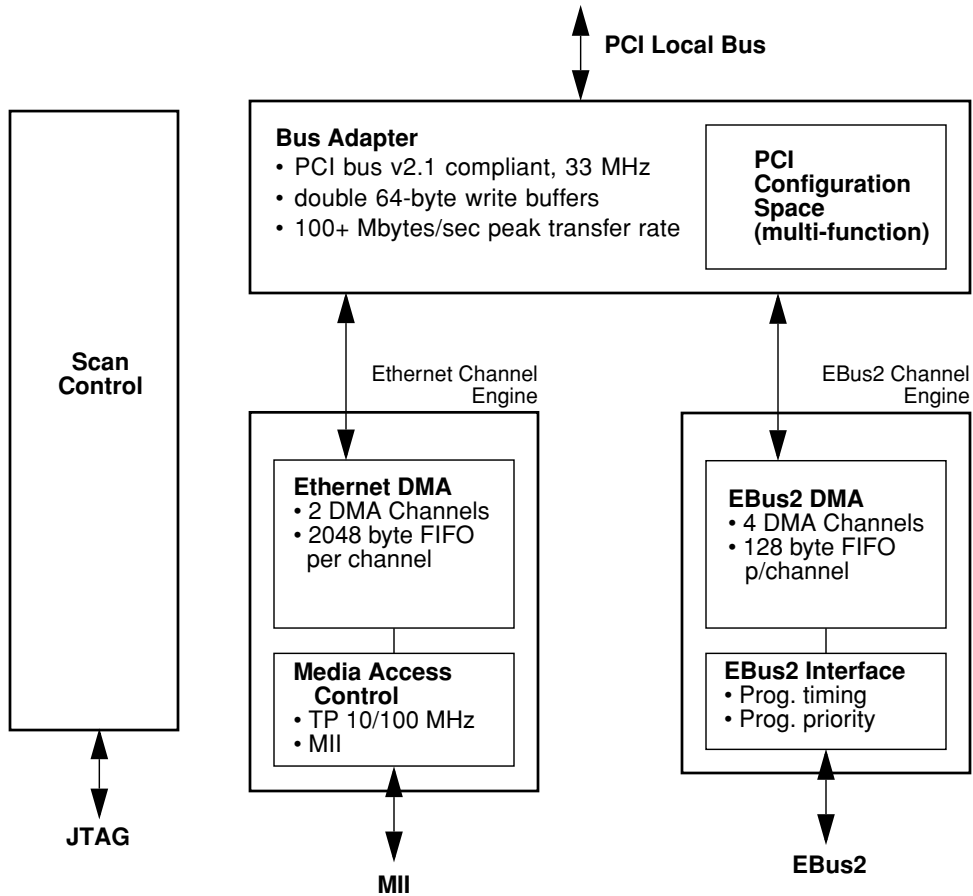 PCI Local Bus
Bus Adapter
• PCI bus v2.1 compliant, 33 MHz
• double 64-byte write buffers
• 100+ Mbytes/sec peak transfer rate
PCI
Configuration
Space
(multi-function)
Scan
Control
Ethernet Channel
Engine
EBus2 Channel
Engine
Ethernet DMA
• 2 DMA Channels
• 2048 byte FIFO
per channel
EBus2 DMA
• 4 DMA Channels
• 128 byte FIFO
p/channel
Media Access
Control
• TP 10/100 MHz
• MII
EBus2 Interface
• Prog. timing
• Prog. priority
JTAG
MII
EBus2